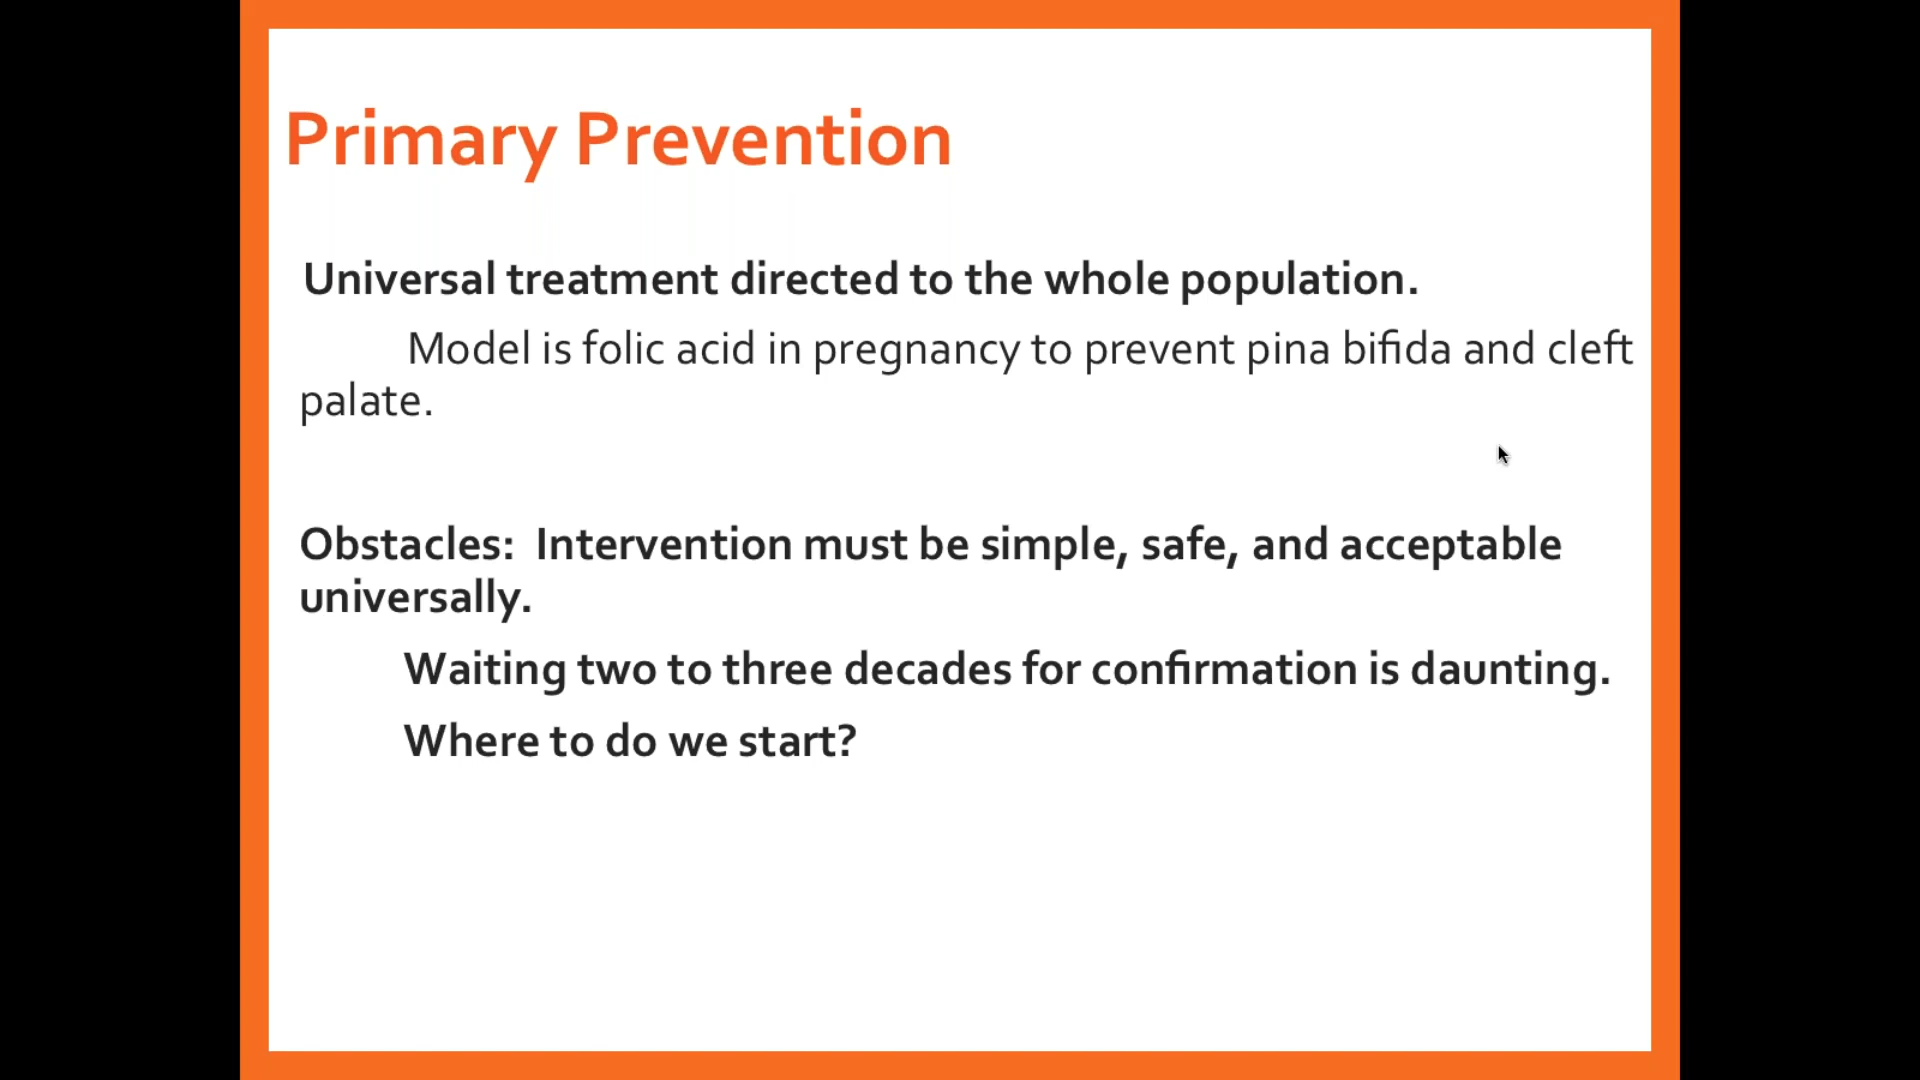 Primary Prevention
Universal treatment directed to the whole population.
Model is folic acid in pregnancy to prevent pina bifida and cleft
palate.
Obstacles:  Intervention must be simple, safe, and acceptable
universally.
Waiting two to three decades for confirmation is daunting.
Where to do we start?